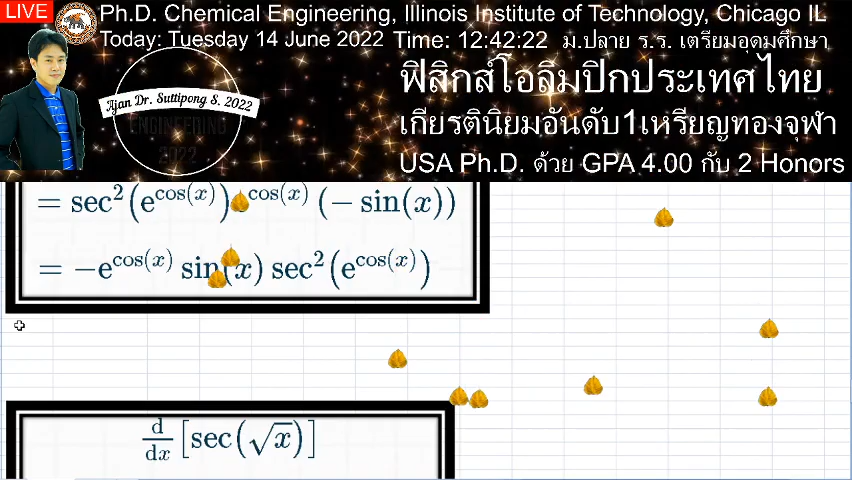 LIVE
Ph.D. Chemical Engineering, Illinois Institute of Technology, Chicago IL
Today: Tuesday 14 June 2022 Time: 12:42:22 ม.ปลาย ร.ร. เตรียมอุดมศึกษา
ฟิสิกส์โอลิมปิกประเทศไทย
Ajan Dr. Suttipong S. 2022
ENGINEERING
2022
เกียรตินิยมอันดับ1เหรียญทองจุฬา
USA Ph.D. ด้วย GPA 4.00 กับ 2 Honors
= sec²(e^cos(x)) e^cos(x) (− sin(x))
= −e^cos(x) sin(x) sec²(e^cos(x))
d/dx [sec(√x)]